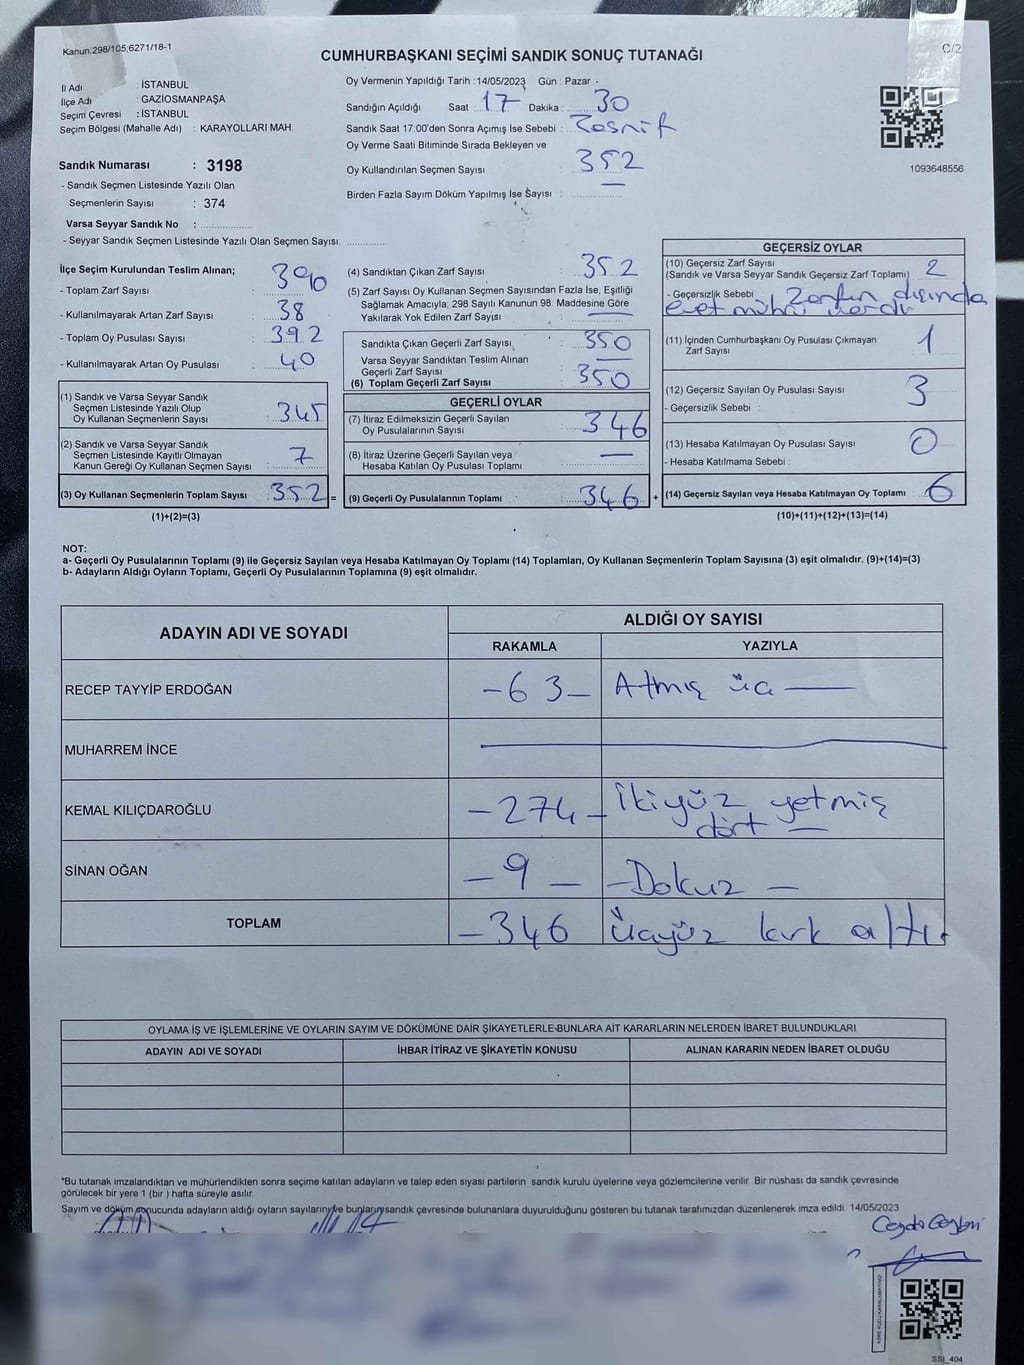 Kanun:298/105;6271/18-1
C/2
CUMHURBAŞKANI SEÇİMİ SANDIK SONUÇ TUTANAĞI
İl Adı : İSTANBUL
İlçe Adı : GAZİOSMANPAŞA
Seçim Çevresi : İSTANBUL
Seçim Bölgesi (Mahalle Adı) : KARAYOLLARI MAH.
Sandık Numarası : 3198
- Sandık Seçmen Listesinde Yazılı Olan
Seçmenlerin Sayısı : 374
Varsa Seyyar Sandık No :
- Seyyar Sandık Seçmen Listesinde Yazılı Olan Seçmen Sayısı:
Oy Vermenin Yapıldığı Tarih :14/05/2023 Gün : Pazar
Sandığın Açıldığı Saat : 17 Dakika : 30
Sandık Saat 17:00'den Sonra Açımış İse Sebebi : Tasnif
Oy Verme Saati Bitiminde Sırada Bekleyen ve
Oy Kullandırılan Seçmen Sayısı : 352
Birden Fazla Sayım Döküm Yapılmış İse Sayısı : —
1093648556
İlçe Seçim Kurulundan Teslim Alınan;
- Toplam Zarf Sayısı : 390
- Kullanılmayarak Artan Zarf Sayısı : 38
- Toplam Oy Pusulası Sayısı : 392
- Kullanılmayarak Artan Oy Pusulası : 40
(1) Sandık ve Varsa Seyyar Sandık
Seçmen Listesinde Yazılı Olup
Oy Kullanan Seçmenlerin Sayısı : 345
(2) Sandık ve Varsa Seyyar Sandık
Seçmen Listesinde Kayıtlı Olmayan
Kanun Gereği Oy Kullanan Seçmen Sayısı : 7
(3) Oy Kullanan Seçmenlerin Toplam Sayısı : 352 =
(1)+(2)=(3)
(4) Sandıktan Çıkan Zarf Sayısı : 352
(5) Zarf Sayısı Oy Kullanan Seçmen Sayısından Fazla İse, Eşitliği
Sağlamak Amacıyla; 298 Sayılı Kanunun 98. Maddesine Göre
Yakılarak Yok Edilen Zarf Sayısı : —
Sandıkta Çıkan Geçerli Zarf Sayısı : 350
Varsa Seyyar Sandıktan Teslim Alınan
Geçerli Zarf Sayısı : —
(6) Toplam Geçerli Zarf Sayısı : 350
GEÇERLİ OYLAR
(7) İtiraz Edilmeksizin Geçerli Sayılan
Oy Pusulalarının Sayısı : 346
(8) İtiraz Üzerine Geçerli Sayılan veya
Hesaba Katılan Oy Pusulası Toplamı : —
(9) Geçerli Oy Pusulalarının Toplamı : 346 +
GEÇERSİZ OYLAR
(10) Geçersiz Zarf Sayısı
(Sandık ve Varsa Seyyar Sandık Geçersiz Zarf Toplamı) 2
- Geçersizlik Sebebi : Zarfın dışında
evet mührü vardı
(11) İçinden Cumhurbaşkanı Oy Pusulası Çıkmayan
Zarf Sayısı 1
(12) Geçersiz Sayılan Oy Pusulası Sayısı 3
- Geçersizlik Sebebi :
(13) Hesaba Katılmayan Oy Pusulası Sayısı 0
- Hesaba Katılmama Sebebi :
(14) Geçersiz Sayılan veya Hesaba Katılmayan Oy Toplamı : 6
(10)+(11)+(12)+(13)=(14)
NOT:
a- Geçerli Oy Pusulalarının Toplamı (9) ile Geçersiz Sayılan veya Hesaba Katılmayan Oy Toplamı (14) Toplamları, Oy Kullanan Seçmenlerin Toplam Sayısına (3) eşit olmalıdır. (9)+(14)=(3)
b- Adayların Aldığı Oyların Toplamı, Geçerli Oy Pusulalarının Toplamına (9) eşit olmalıdır.
ADAYIN ADI VE SOYADI
ALDIĞI OY SAYISI
RAKAMLA YAZIYLA
RECEP TAYYİP ERDOĞAN -63- Atmış üç —
MUHARREM İNCE —
KEMAL KILIÇDAROĞLU -274- İkiyüz yetmiş
dört —
SİNAN OĞAN -9- -Dokuz -
TOPLAM -346 üçyüz kırk altı.
OYLAMA İŞ VE İŞLEMLERİNE VE OYLARIN SAYIM VE DÖKÜMÜNE DAİR ŞİKAYETLERLE-BUNLARA AİT KARARLARIN NELERDEN İBARET BULUNDUKLARI
ADAYIN ADI VE SOYADI İHBAR İTİRAZ VE ŞİKAYETİN KONUSU ALINAN KARARIN NEDEN İBARET OLDUĞU
*Bu tutanak imzalandıktan ve mühürlendikten sonra seçime katılan adayların ve talep eden siyasi partilerin sandık kurulu üyelerine veya gözlemcilerine verilir. Bir nüshası da sandık çevresinde
görülecek bir yere 1 (bir ) hafta süreyle asılır.
Sayım ve döküm sonucunda adayların aldığı oyların sayılarını ve bunların sandık çevresinde bulunanlara duyurulduğunu gösteren bu tutanak tarafımızdan düzenlenerek imza edildi. 14/05/2023